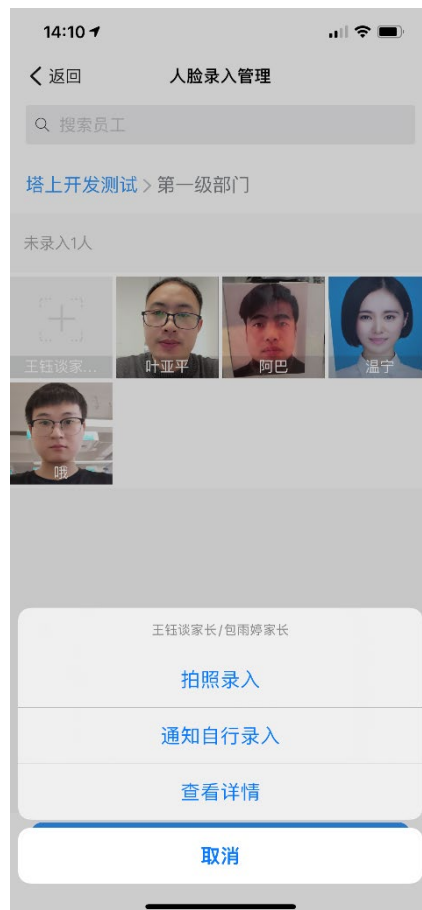 14:10
返回 人脸录入管理
搜索员工
塔上开发测试 > 第一级部门
未录入1人
王钰谈家... 叶亚平 阿巴 温宁
哦
王钰谈家长/包雨婷家长
拍照录入
通知自行录入
查看详情
取消